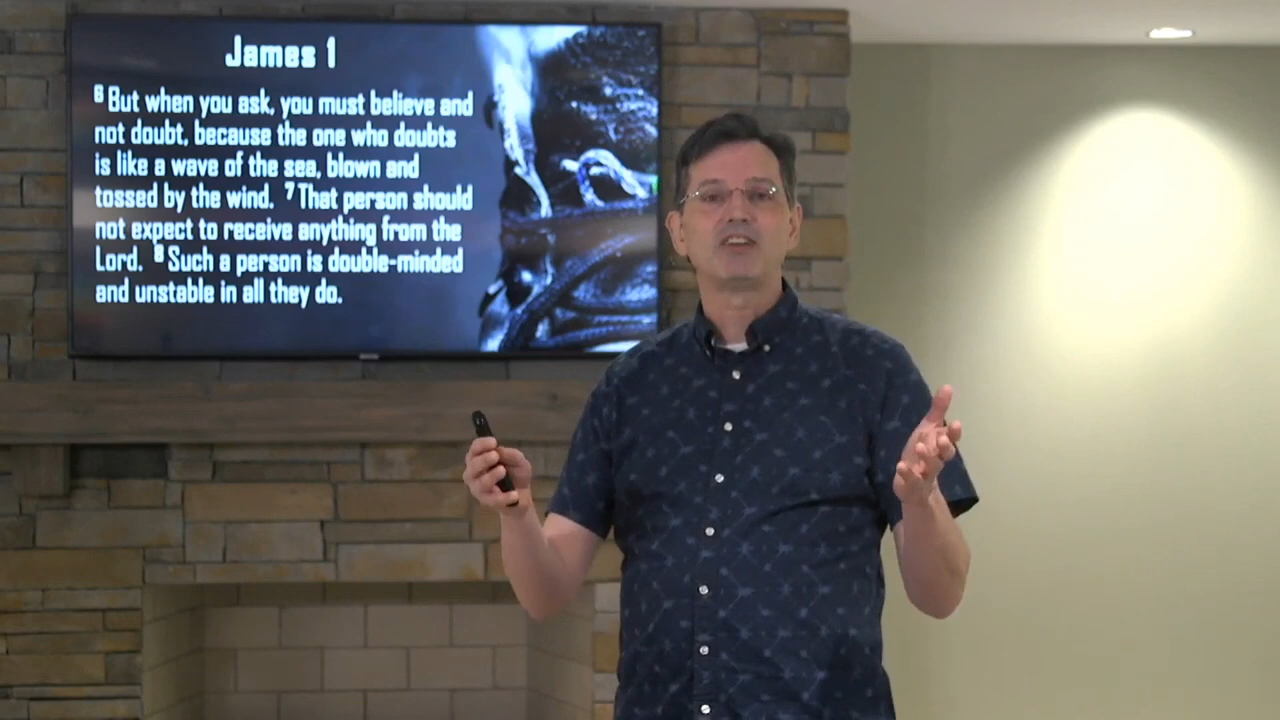 James 1
6 But when you ask, you must believe and
not doubt, because the one who doubts
is like a wave of the sea, blown and
tossed by the wind. 7 That person should
not expect to receive anything from the
Lord. 8 Such a person is double-minded
and unstable in all they do.